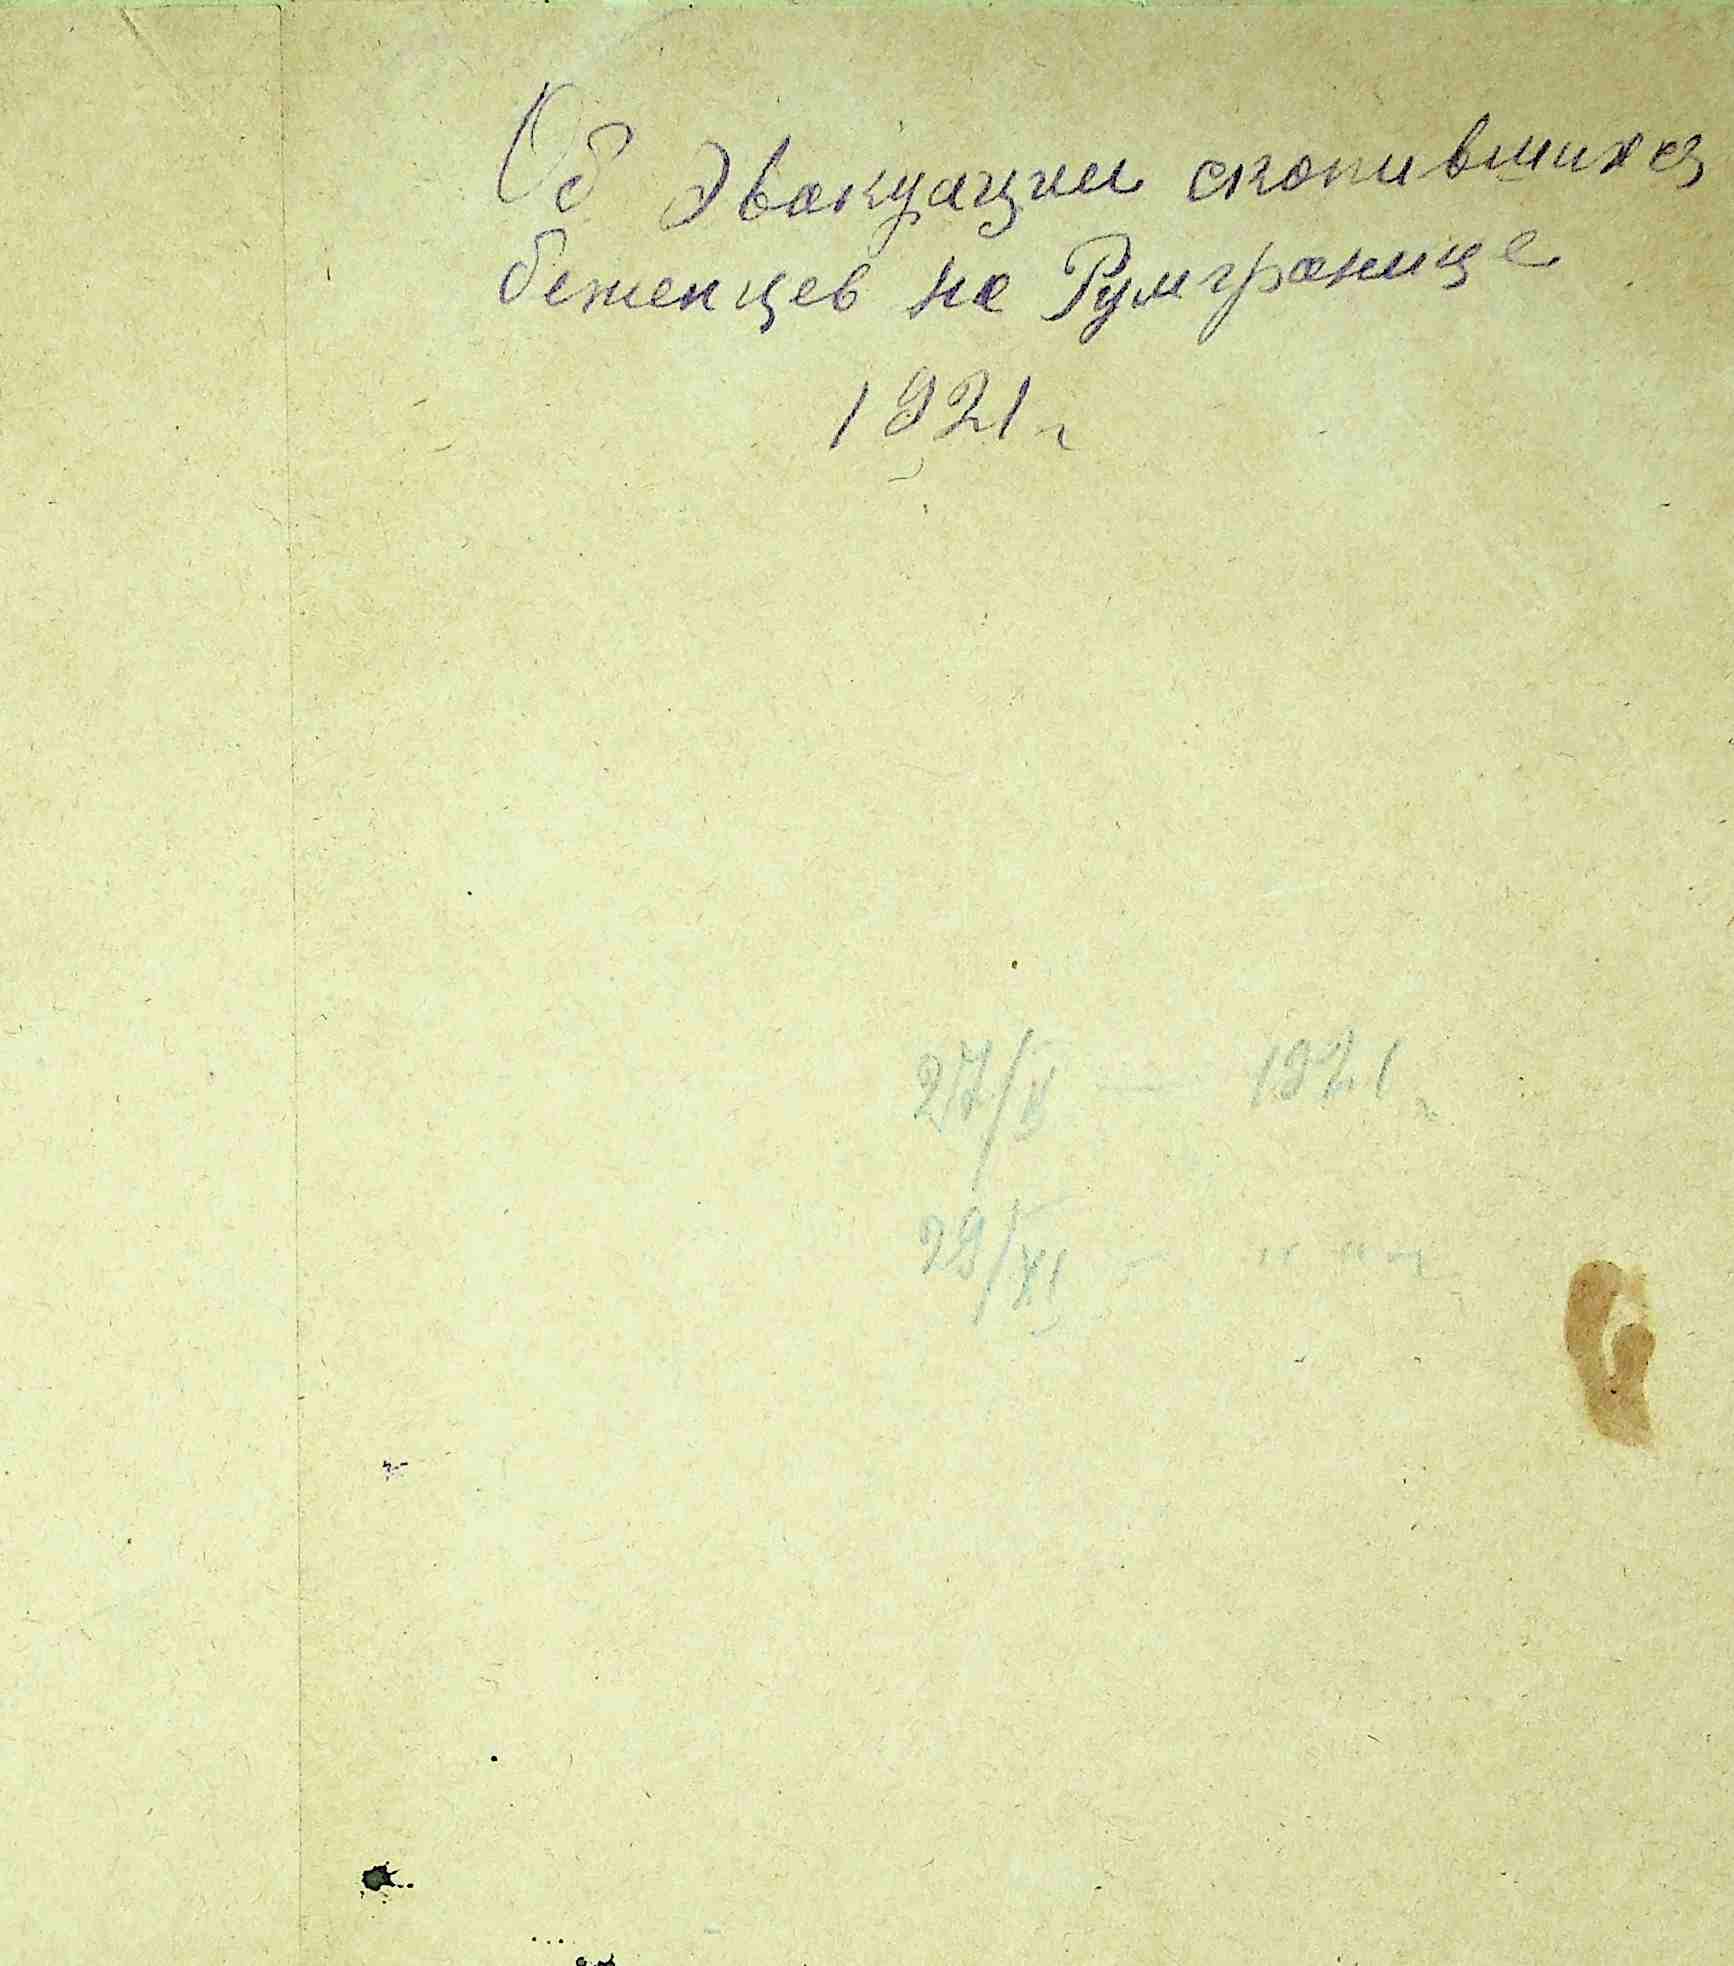 Об эвакуации скопившихся
беженцев на Румгранице
1921 г
27/ — 1921 г
29/XI — " " — г